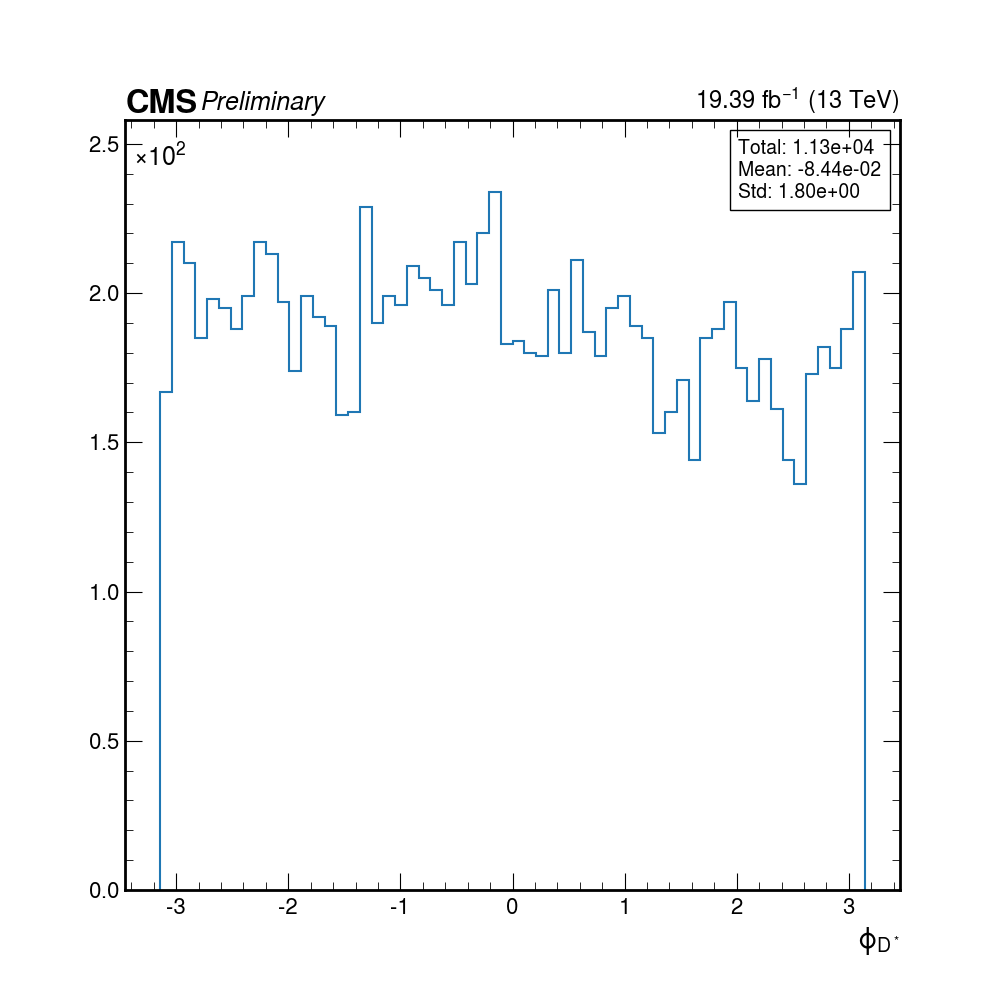 CMS Preliminary
19.39 fb⁻¹ (13 TeV)
×10²
Total: 1.13e+04
Mean: -8.44e-02
Std: 1.80e+00
2.5
2.0
1.5
1.0
0.5
0.0
-3 -2 -1 0 1 2 3
ϕ_D*